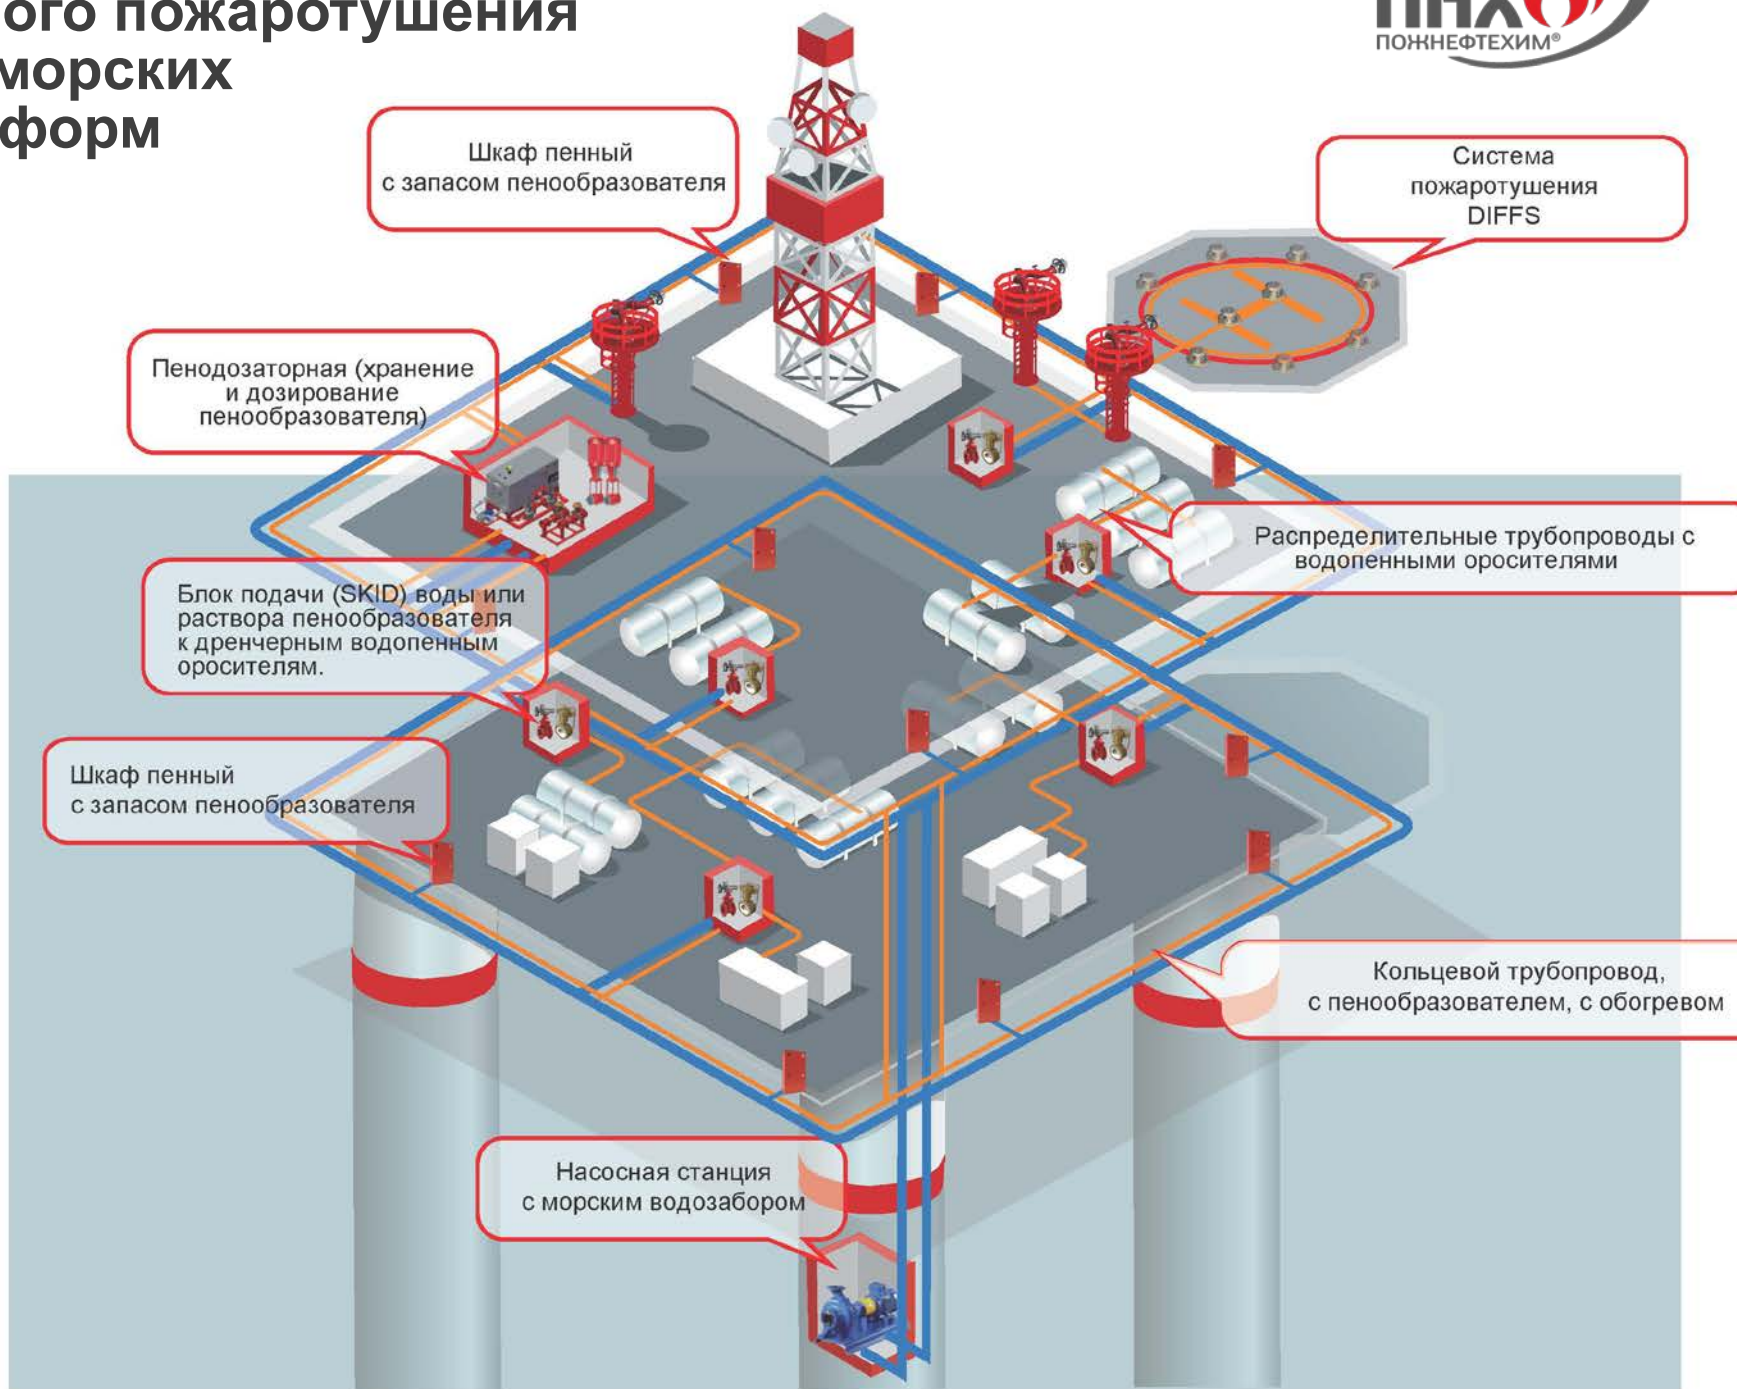 ого пожаротушения
морских
форм
ПНХ
ПОЖНЕФТЕХИМ®
Шкаф пенный
с запасом пенообразователя
Система
пожаротушения
DIFFS
Пенодозаторная (хранение
и дозирование
пенообразователя)
Распределительные трубопроводы с
водопенными оросителями
Блок подачи (SKID) воды или
раствора пенообразователя
к дренчерным водопенным
оросителям.
Шкаф пенный
с запасом пенообразователя
Кольцевой трубопровод,
с пенообразователем, с обогревом
Насосная станция
с морским водозабором